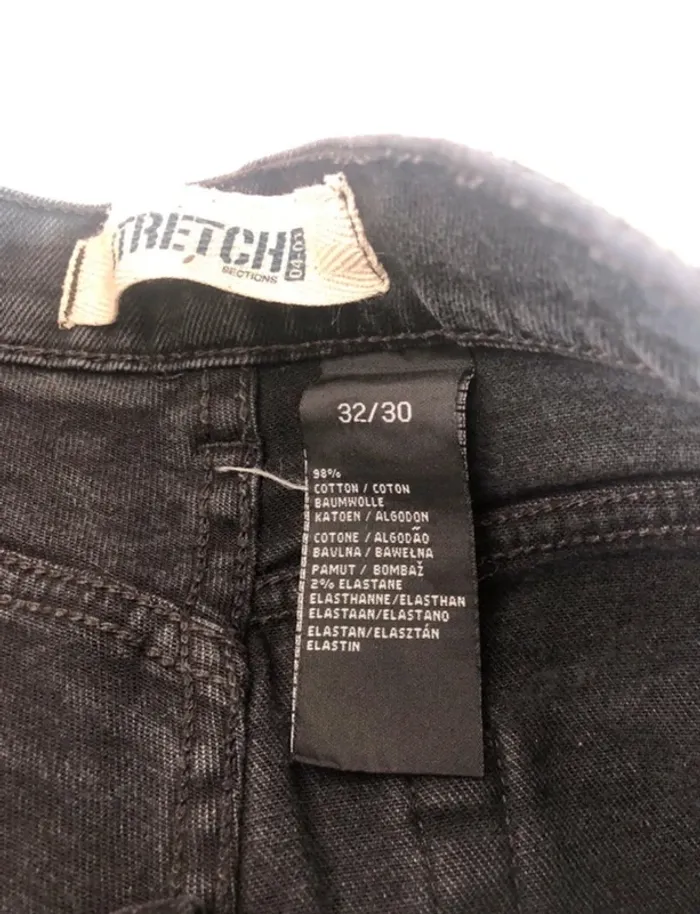 TRETCH
SECTIONS
04-01
32/30
98%
COTTON / COTON
BAUMWOLLE
KATOEN / ALGODON
COTONE / ALGODÃO
BAVLNA / BAWEŁNA
PAMUT / BOMBAŽ
2% ELASTANE
ELASTHANNE/ELASTHAN
ELASTAAN/ELASTANO
ELASTAN/ELASZTÁN
ELASTIN